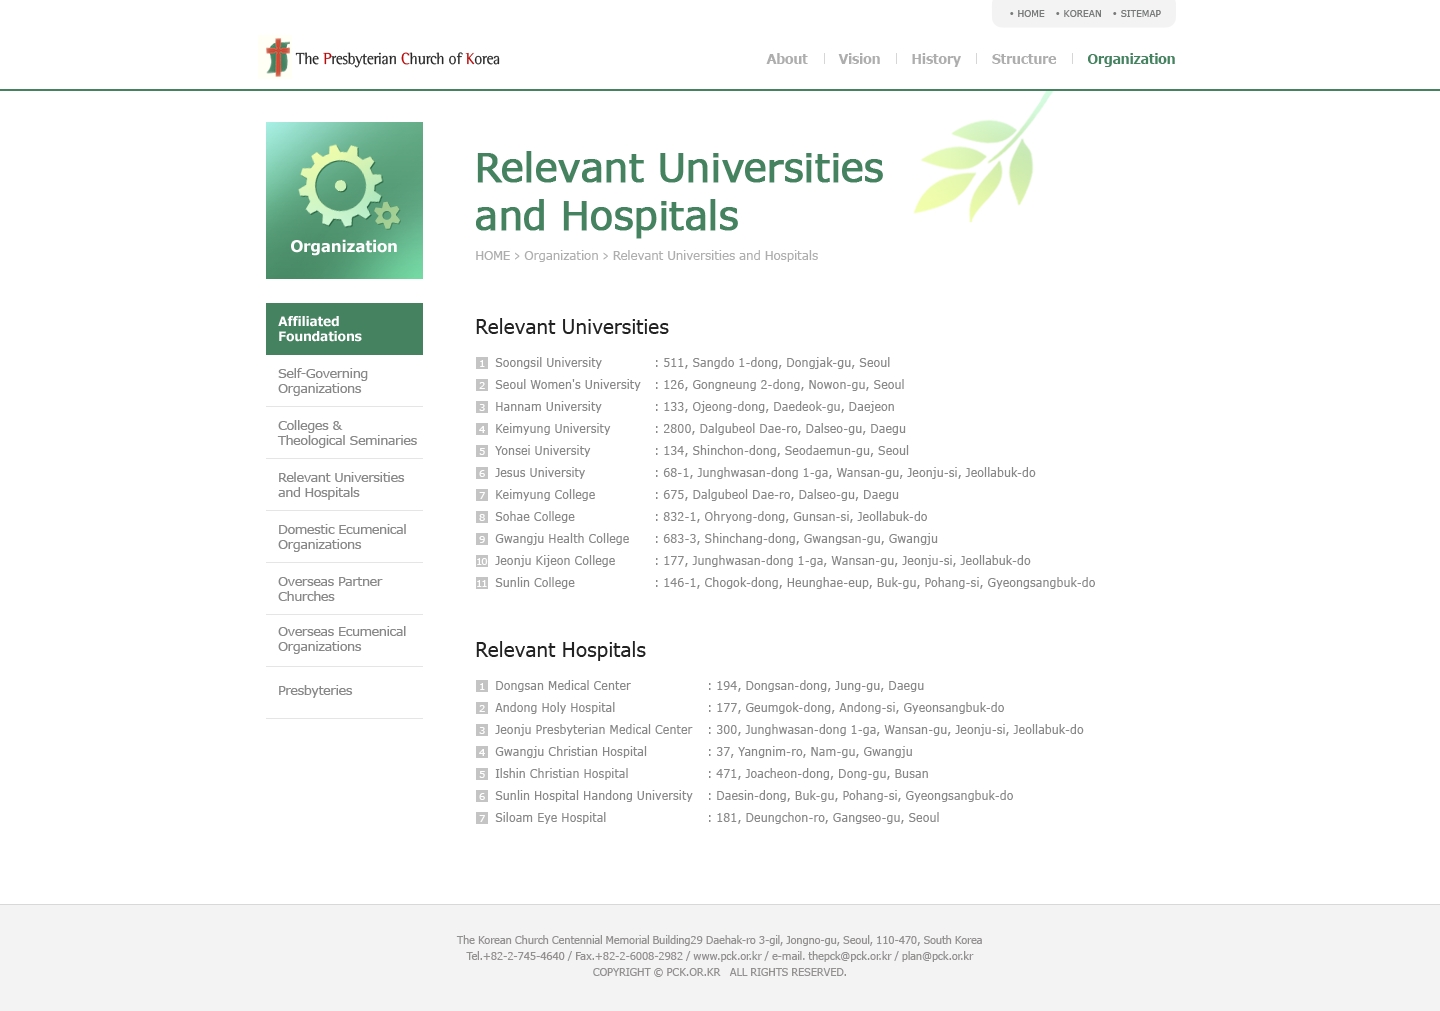 • HOME • KOREAN • SITEMAP
The Presbyterian Church of Korea
About Vision History Structure Organization
Organization
Relevant Universities
and Hospitals
HOME > Organization > Relevant Universities and Hospitals
Affiliated
Foundations
Self-Governing
Organizations
Colleges &
Theological Seminaries
Relevant Universities
and Hospitals
Domestic Ecumenical
Organizations
Overseas Partner
Churches
Overseas Ecumenical
Organizations
Presbyteries
Relevant Universities
1 Soongsil University : 511, Sangdo 1-dong, Dongjak-gu, Seoul
2 Seoul Women's University : 126, Gongneung 2-dong, Nowon-gu, Seoul
3 Hannam University : 133, Ojeong-dong, Daedeok-gu, Daejeon
4 Keimyung University : 2800, Dalgubeol Dae-ro, Dalseo-gu, Daegu
5 Yonsei University : 134, Shinchon-dong, Seodaemun-gu, Seoul
6 Jesus University : 68-1, Junghwasan-dong 1-ga, Wansan-gu, Jeonju-si, Jeollabuk-do
7 Keimyung College : 675, Dalgubeol Dae-ro, Dalseo-gu, Daegu
8 Sohae College : 832-1, Ohryong-dong, Gunsan-si, Jeollabuk-do
9 Gwangju Health College : 683-3, Shinchang-dong, Gwangsan-gu, Gwangju
10 Jeonju Kijeon College : 177, Junghwasan-dong 1-ga, Wansan-gu, Jeonju-si, Jeollabuk-do
11 Sunlin College : 146-1, Chogok-dong, Heunghae-eup, Buk-gu, Pohang-si, Gyeongsangbuk-do
Relevant Hospitals
1 Dongsan Medical Center : 194, Dongsan-dong, Jung-gu, Daegu
2 Andong Holy Hospital : 177, Geumgok-dong, Andong-si, Gyeonsangbuk-do
3 Jeonju Presbyterian Medical Center : 300, Junghwasan-dong 1-ga, Wansan-gu, Jeonju-si, Jeollabuk-do
4 Gwangju Christian Hospital : 37, Yangnim-ro, Nam-gu, Gwangju
5 Ilshin Christian Hospital : 471, Joacheon-dong, Dong-gu, Busan
6 Sunlin Hospital Handong University : Daesin-dong, Buk-gu, Pohang-si, Gyeongsangbuk-do
7 Siloam Eye Hospital : 181, Deungchon-ro, Gangseo-gu, Seoul
The Korean Church Centennial Memorial Building29 Daehak-ro 3-gil, Jongno-gu, Seoul, 110-470, South Korea
Tel.+82-2-745-4640 / Fax.+82-2-6008-2982 / www.pck.or.kr / e-mail. thepck@pck.or.kr / plan@pck.or.kr
COPYRIGHT © PCK.OR.KR ALL RIGHTS RESERVED.